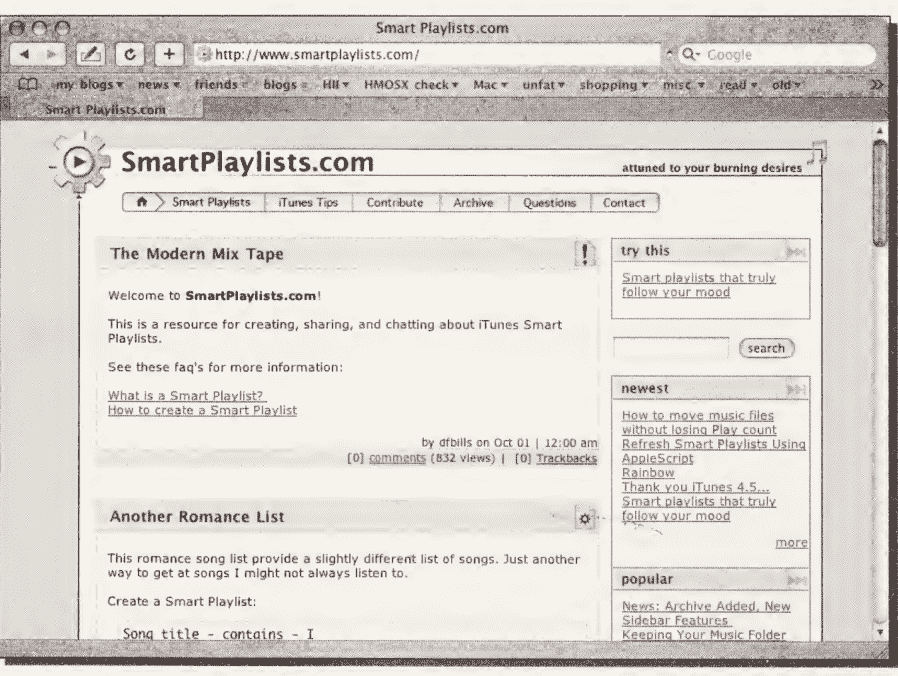 Smart Playlists.com
http://www.smartplaylists.com/
Google
my blogs news friends blogs HII HMOSX check Mac unfat shopping misc read old
Smart Playlists.com
SmartPlaylists.com
attuned to your burning desires
Smart Playlists iTunes Tips Contribute Archive Questions Contact
The Modern Mix Tape
Welcome to SmartPlaylists.com!
This is a resource for creating, sharing, and chatting about iTunes Smart
Playlists.
See these faq's for more information:
What is a Smart Playlist?
How to create a Smart Playlist
by dfbills on Oct 01 | 12:00 am
[0] comments (832 views) | [0] Trackbacks
Another Romance List
This romance song list provide a slightly different list of songs. Just another
way to get at songs I might not always listen to.
Create a Smart Playlist:
Song title - contains - I
try this
Smart playlists that truly
follow your mood
search
newest
How to move music files
without losing Play count
Refresh Smart Playlists Using
AppleScript
Rainbow
Thank you iTunes 4.5...
Smart playlists that truly
follow your mood
more
popular
News: Archive Added, New
Sidebar Features
Keeping Your Music Folder